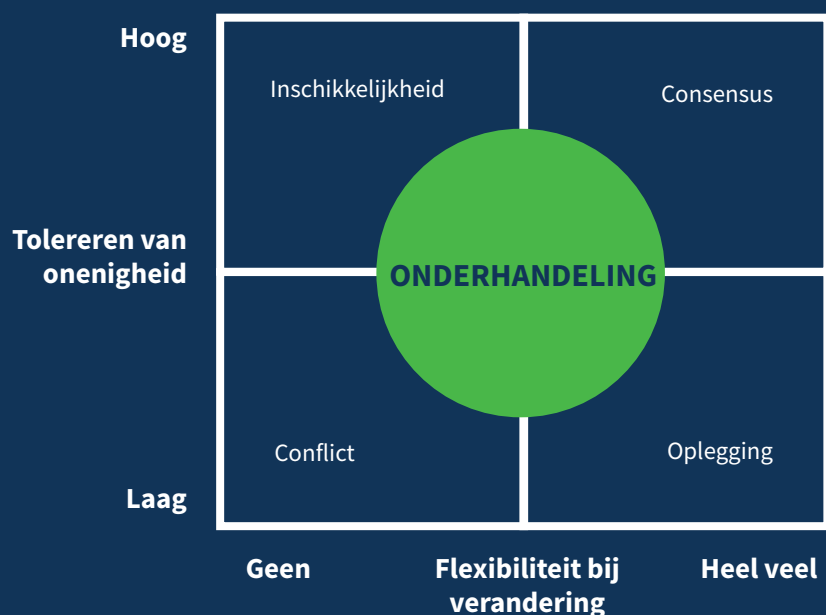 Hoog
Inschikkelijkheid
Consensus
Tolereren van
onenigheid
ONDERHANDELING
Conflict
Oplegging
Laag
Geen
Flexibiliteit bij
verandering
Heel veel